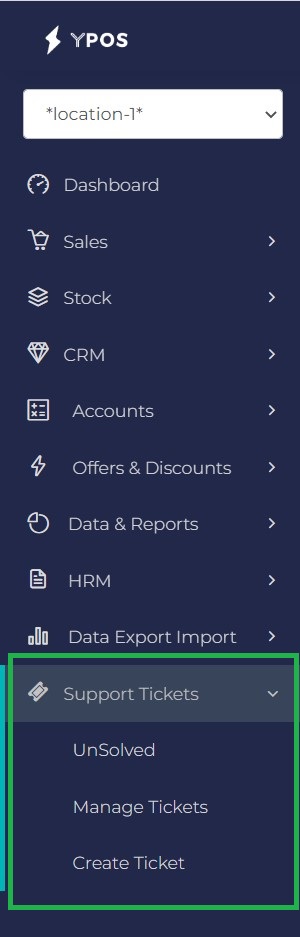 YPOS
*location-1*
Dashboard
Sales
Stock
CRM
Accounts
Offers & Discounts
Data & Reports
HRM
Data Export Import
Support Tickets
UnSolved
Manage Tickets
Create Ticket